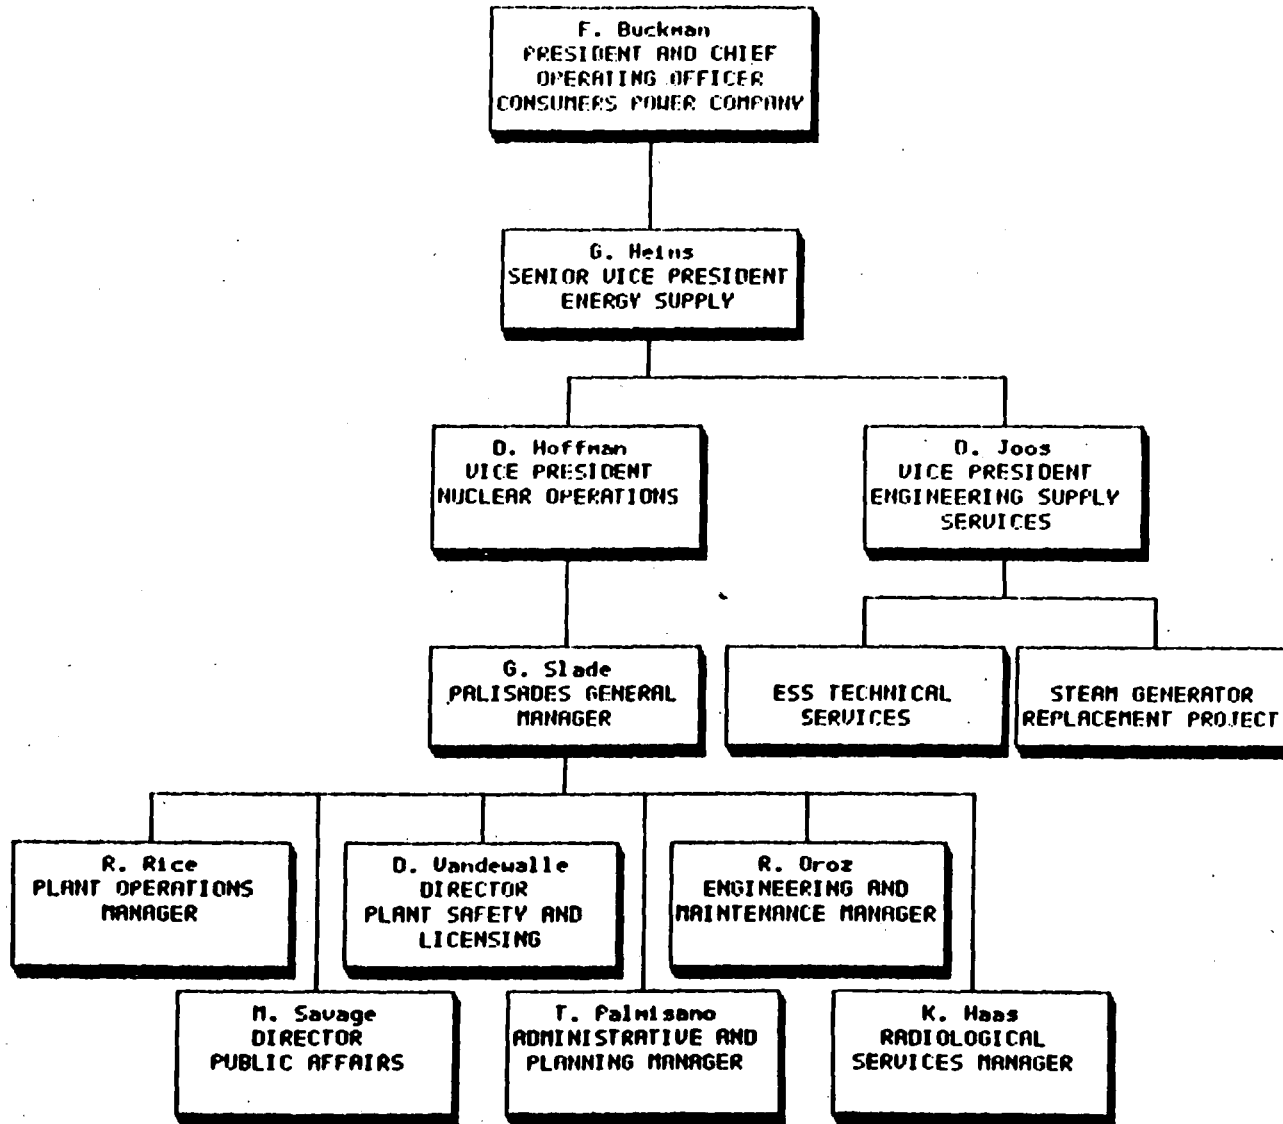 F. Buckman
PRESIDENT AND CHIEF
OPERATING OFFICER
CONSUMERS POWER COMPANY
G. Heins
SENIOR VICE PRESIDENT
ENERGY SUPPLY
D. Hoffman
VICE PRESIDENT
NUCLEAR OPERATIONS
D. Joos
VICE PRESIDENT
ENGINEERING SUPPLY
SERVICES
G. Slade
PALISADES GENERAL
MANAGER
ESS TECHNICAL
SERVICES
STEAM GENERATOR
REPLACEMENT PROJECT
R. Rice
PLANT OPERATIONS
MANAGER
D. Vandewalle
DIRECTOR
PLANT SAFETY AND
LICENSING
R. Oroz
ENGINEERING AND
MAINTENANCE MANAGER
M. Savage
DIRECTOR
PUBLIC AFFAIRS
T. Palmisano
ADMINISTRATIVE AND
PLANNING MANAGER
K. Haas
RADIOLOGICAL
SERVICES MANAGER